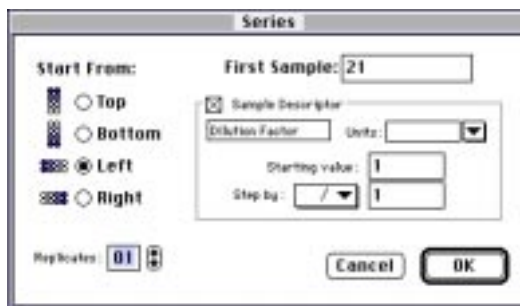 Series
Start From:
Top
Bottom
Left
Right
Replicates: 01
First Sample: 21
Sample Descriptor
Dilution Factor Units:
Starting value: 1
Step by: / 1
Cancel OK